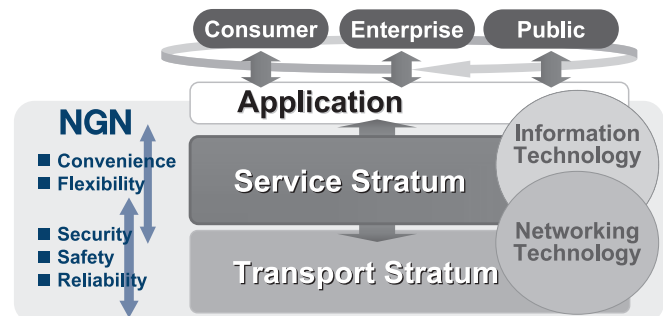 Consumer
Enterprise
Public
Application
NGN
Convenience
Flexibility
Security
Safety
Reliability
Service Stratum
Transport Stratum
Information
Technology
Networking
Technology